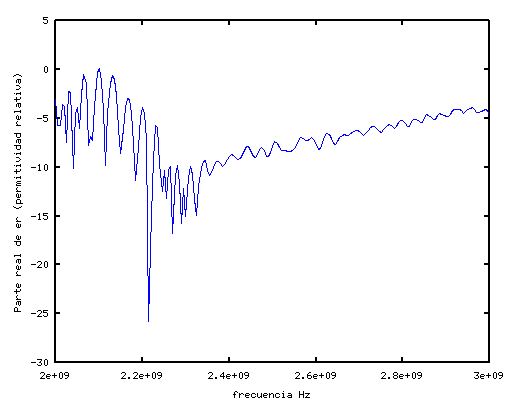 5
0
-5
-10
-15
-20
-25
-30
Parte real de er (permitividad relativa)
2e+09
2.2e+09
2.4e+09
2.6e+09
2.8e+09
3e+09
frecuencia Hz